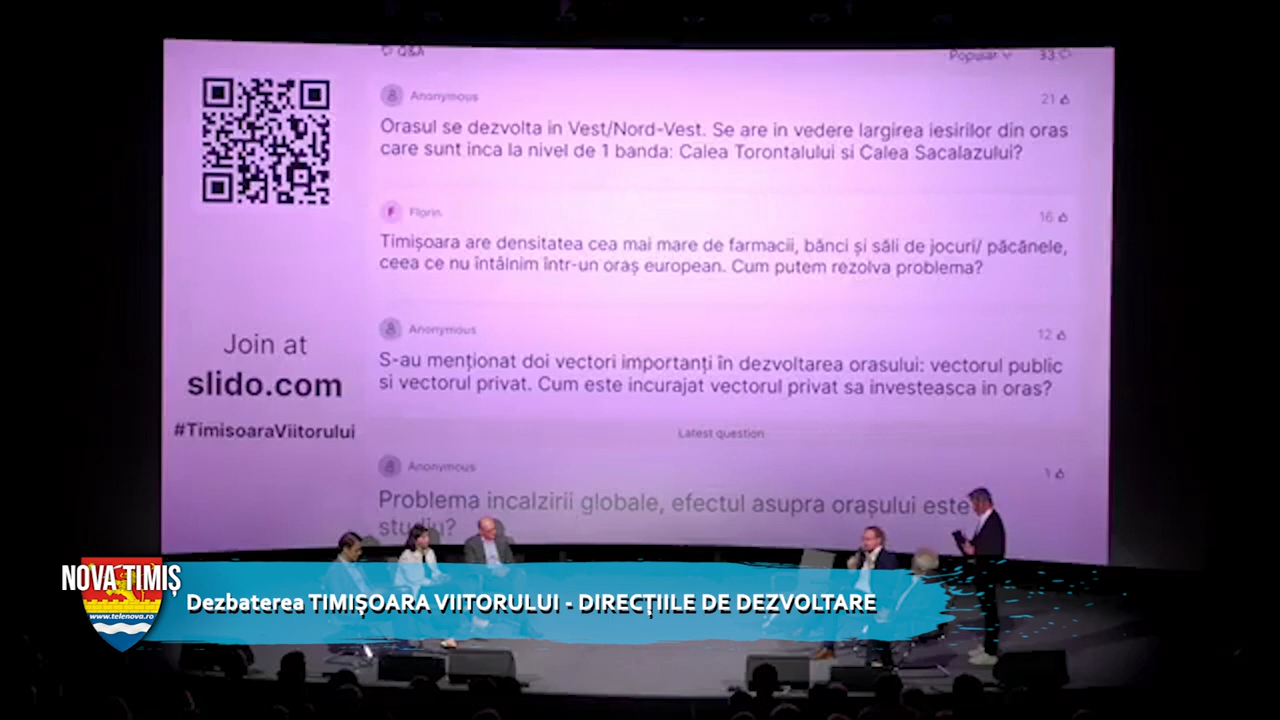 Q&A
Popular
33
Anonymous
21
Orasul se dezvolta in Vest/Nord-Vest. Se are in vedere largirea iesirilor din oras
care sunt inca la nivel de 1 banda: Calea Torontalului si Calea Sacalazului?
F
Florin
16
Timișoara are densitatea cea mai mare de farmacii, bănci și săli de jocuri/ păcănele,
ceea ce nu întâlnim într-un oraș european. Cum putem rezolva problema?
Anonymous
12
S-au menționat doi vectori importanți în dezvoltarea orasului: vectorul public
si vectorul privat. Cum este incurajat vectorul privat sa investeasca in oras?
Latest question
Anonymous
1
Problema incalzirii globale, efectul asupra orașului este
studiu?
Join at
slido.com
#TimisoaraViitorului
NOVA TIMIȘ
www.telenova.ro
Dezbaterea TIMIȘOARA VIITORULUI - DIRECȚIILE DE DEZVOLTARE